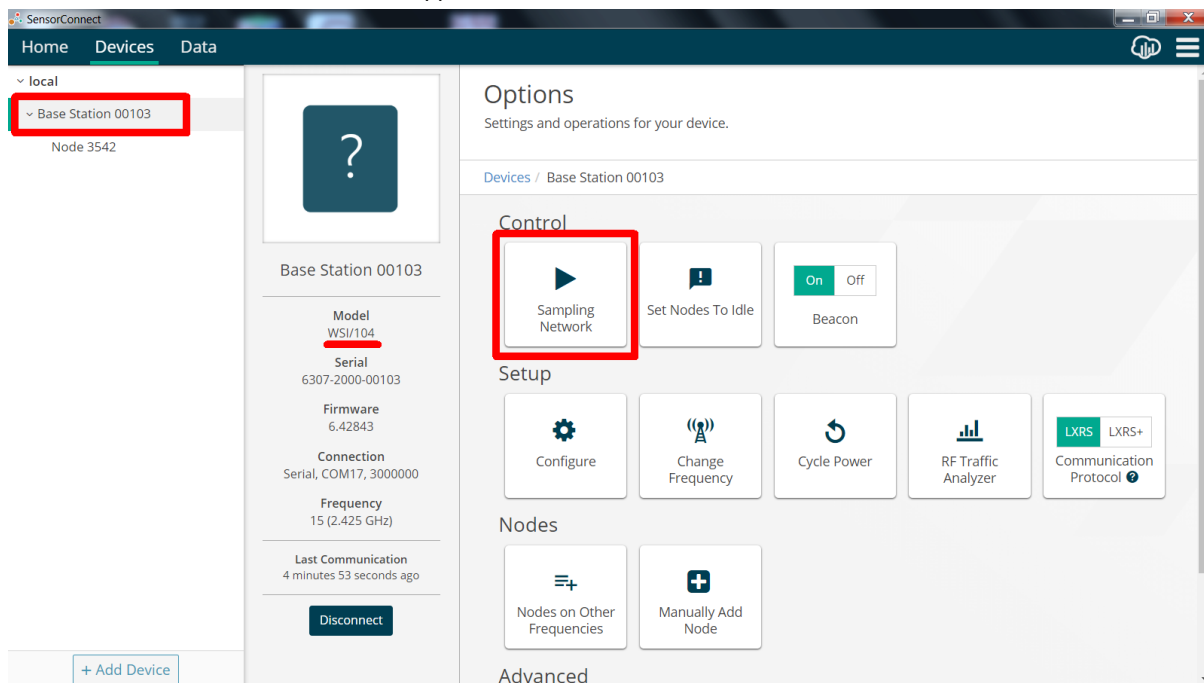 SensorConnect
Home Devices Data
local
Base Station 00103
Node 3542
+ Add Device
?
Base Station 00103
Model
WSI/104
Serial
6307-2000-00103
Firmware
6.42843
Connection
Serial, COM17, 3000000
Frequency
15 (2.425 GHz)
Last Communication
4 minutes 53 seconds ago
Disconnect
Options
Settings and operations for your device.
Devices / Base Station 00103
Control
Sampling
Network
Set Nodes To Idle
On Off
Beacon
Setup
Configure
Change
Frequency
Cycle Power
RF Traffic
Analyzer
LXRS LXRS+
Communication
Protocol ?
Nodes
Nodes on Other
Frequencies
Manually Add
Node
Advanced